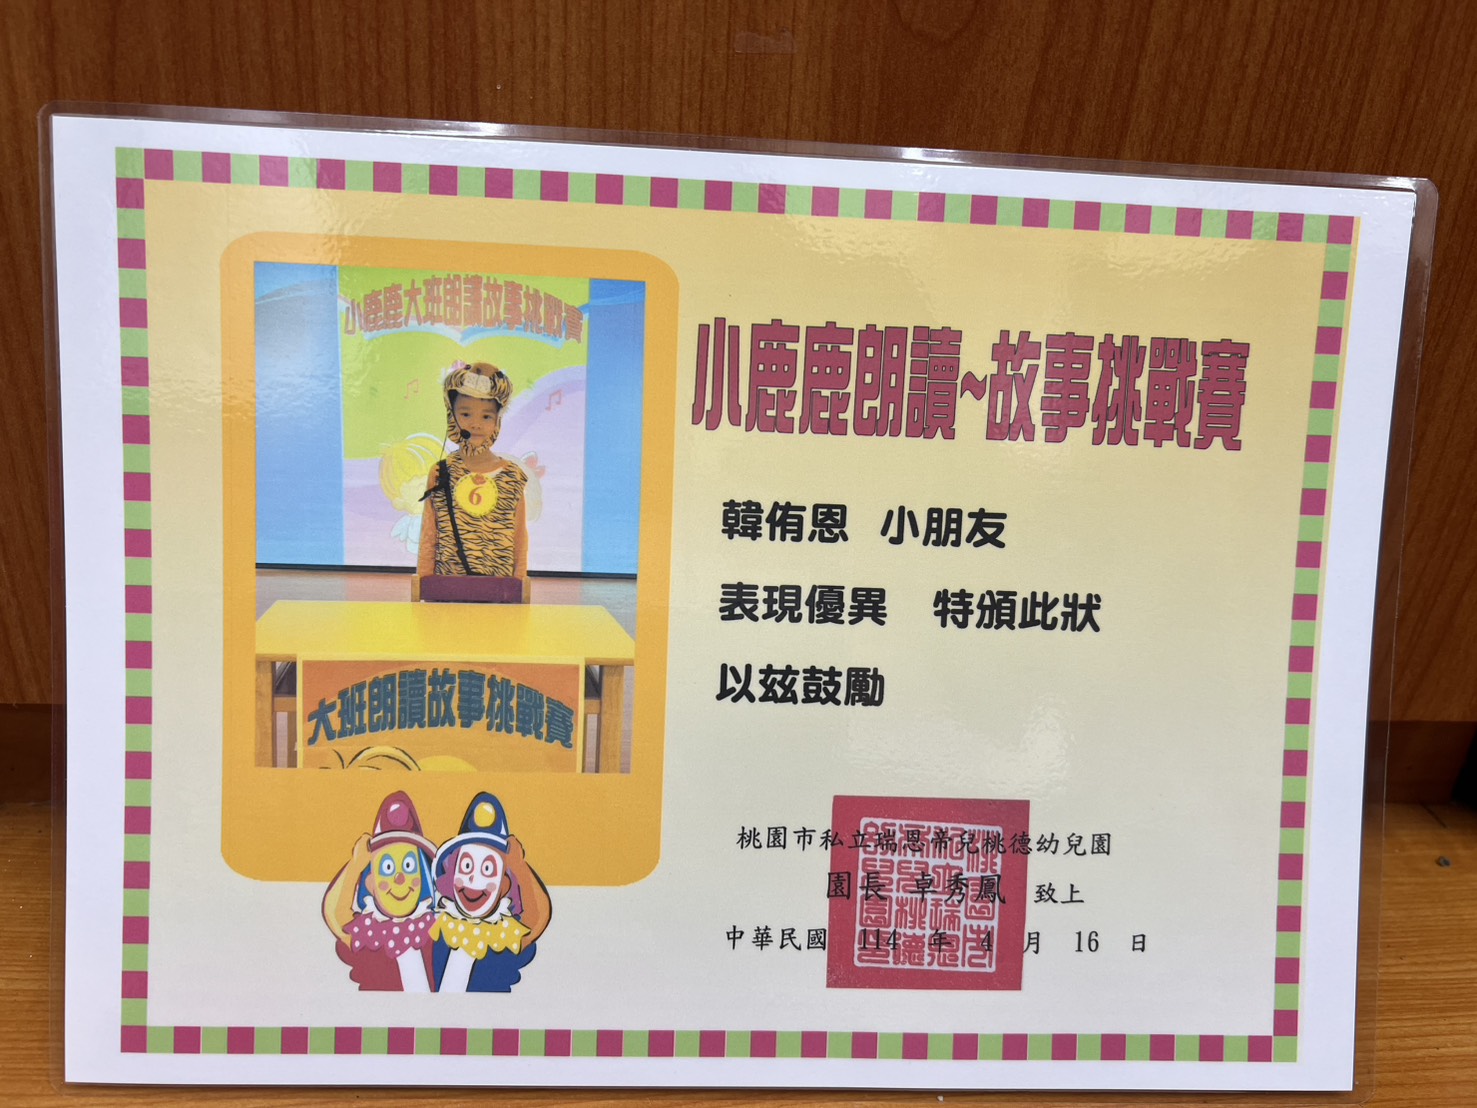 小鹿鹿大班朗讀故事挑戰賽
6
大班朗讀故事挑戰賽
小鹿鹿朗讀~故事挑戰賽
韓侑恩 小朋友
表現優異 特頒此狀
以茲鼓勵
桃園市私立瑞恩帝兒桃德幼兒園
園長 卓秀鳳 致上
中華民國 114 年 4 月 16 日